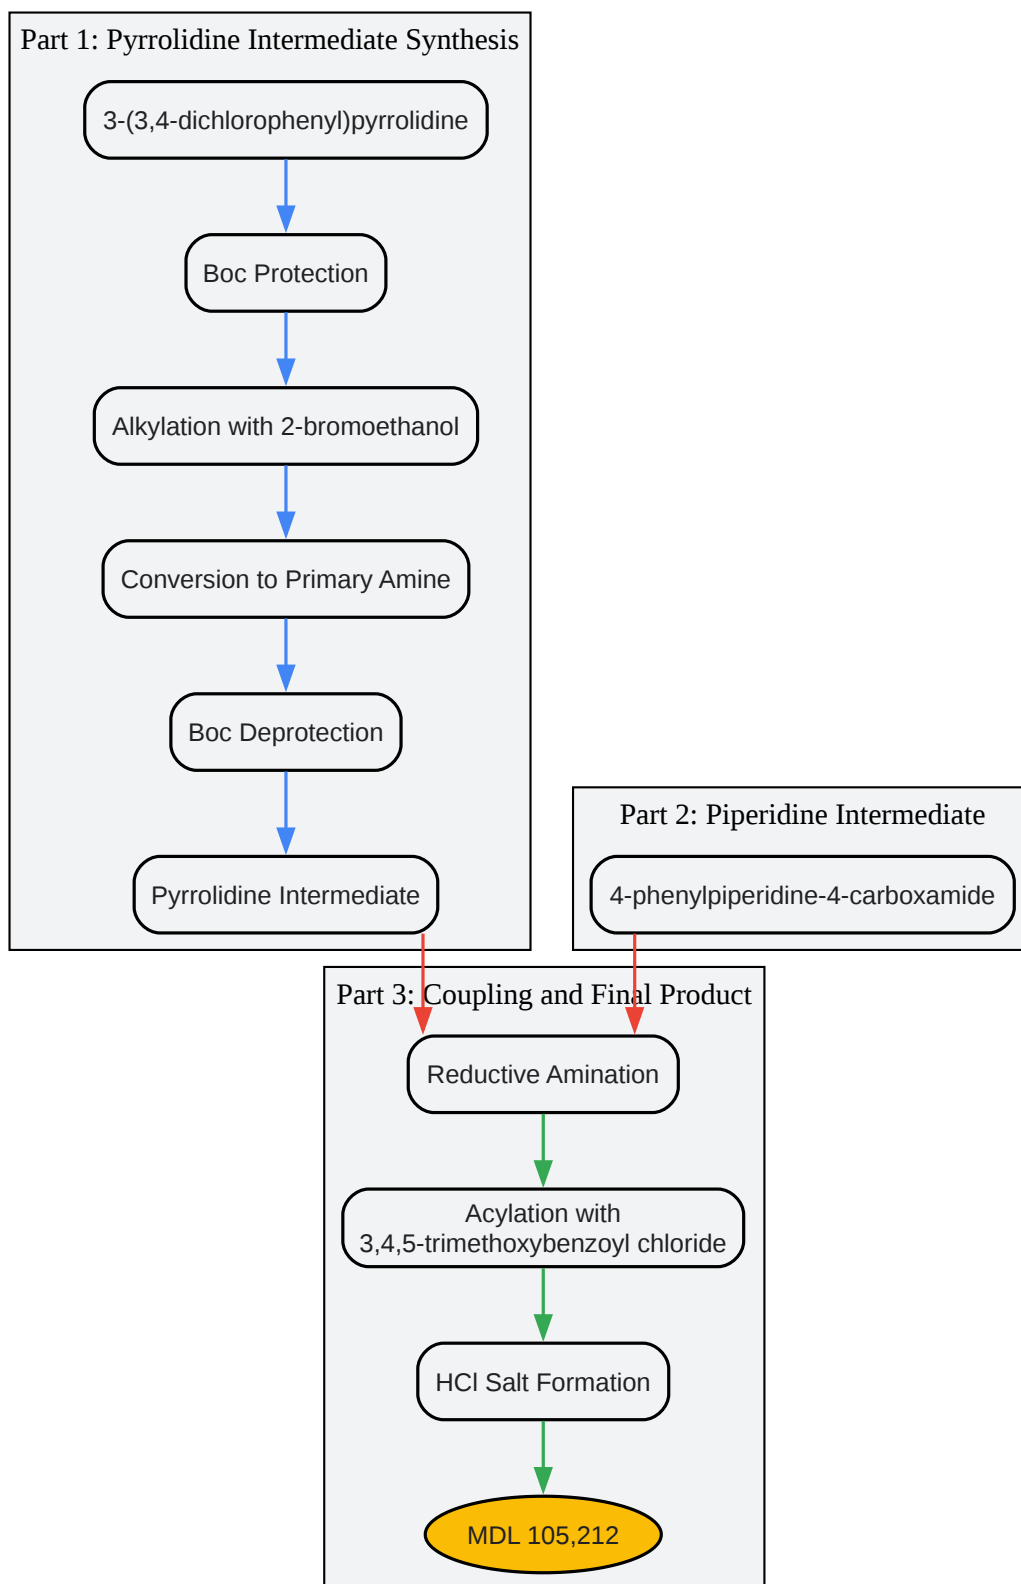 Part 1: Pyrrolidine Intermediate Synthesis
3-(3,4-dichlorophenyl)pyrrolidine
Boc Protection
Alkylation with 2-bromoethanol
Conversion to Primary Amine
Boc Deprotection
Pyrrolidine Intermediate
Part 2: Piperidine Intermediate
4-phenylpiperidine-4-carboxamide
Part 3: Coupling and Final Product
Reductive Amination
Acylation with
3,4,5-trimethoxybenzoyl chloride
HCl Salt Formation
MDL 105,212